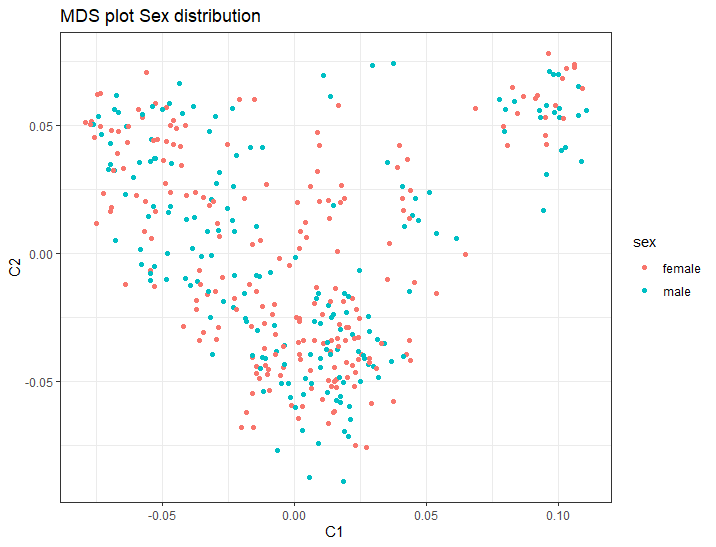 MDS plot Sex distribution
0.05
0.00
-0.05
C2
-0.05
0.00
0.05
0.10
C1
sex
female
male